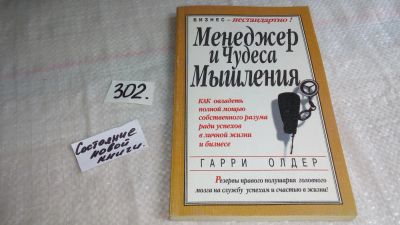 БИЗНЕС – нестандартно!
Менеджер
и Чудеса
Мышления
КАК овладеть
полной мощью
собственного разума
ради успехов
в личной жизни
и бизнесе
ГАРРИ ОЛДЕР
Резервы правого полушария головного
мозга на службу успехам и счастью в жизни!
302.
Состояние
новой
книги.